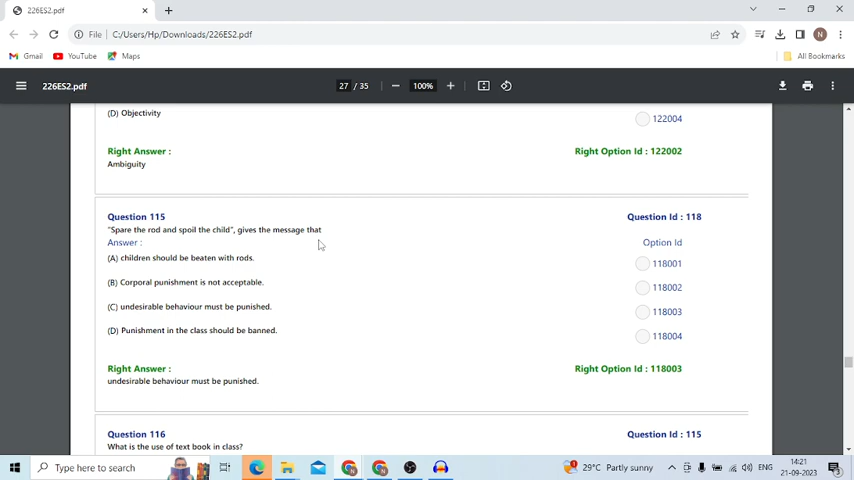 226ES2.pdf
File
C:/Users/Hp/Downloads/226ES2.pdf
N
Gmail
YouTube
Maps
All Bookmarks
226ES2.pdf
27 / 35
100%
(D) Objectivity
122004
Right Answer :
Right Option Id : 122002
Ambiguity
Question 115
Question Id : 118
"Spare the rod and spoil the child", gives the message that
Answer :
Option Id
(A) children should be beaten with rods.
118001
(B) Corporal punishment is not acceptable.
118002
(C) undesirable behaviour must be punished.
118003
(D) Punishment in the class should be banned.
118004
Right Answer :
Right Option Id : 118003
undesirable behaviour must be punished.
Question 116
Question Id : 115
What is the use of text book in class?
Type here to search
29°C Partly sunny
ENG
14:21
21-09-2023
3